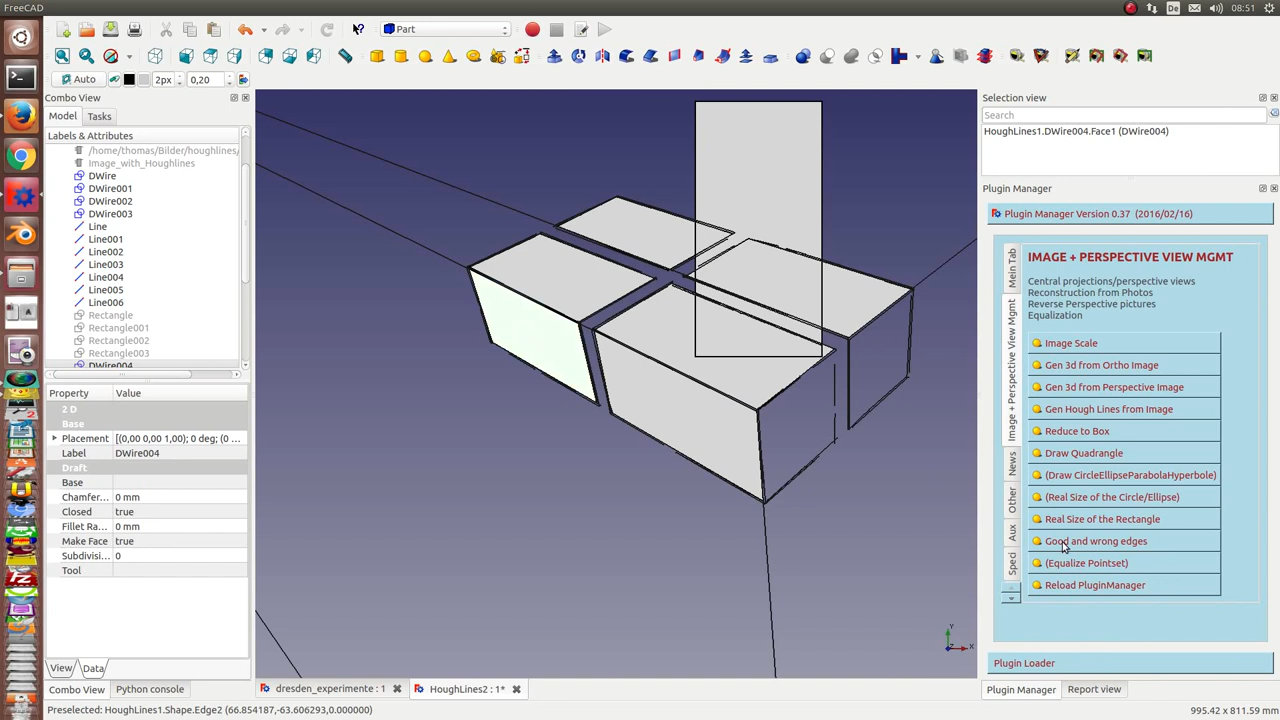 FreeCAD
De
08:51
Part
Auto
2px
0,20
Combo View
Model
Tasks
Labels & Attributes
/home/thomas/Bilder/houghlines/
Image_with_Houghlines
DWire
DWire001
DWire002
DWire003
Line
Line001
Line002
Line003
Line004
Line005
Line006
Rectangle
Rectangle001
Rectangle002
Rectangle003
DWire004
Property Value
2 D
Base
Placement [(0,00 0,00 1,00); 0 deg; (0 ...
Label DWire004
Draft
Base
Chamfer... 0 mm
Closed true
Fillet Ra... 0 mm
Make Face true
Subdivisi... 0
Tool
View
Data
Combo View
Python console
dresden_experimente : 1
HoughLines2 : 1*
Y
X
Selection view
Search
HoughLines1.DWire004.Face1 (DWire004)
Plugin Manager
Plugin Manager Version 0.37 (2016/02/16)
Main Tab
Image + Perspective View Mgmt
News
Other
Aux
Sped
IMAGE + PERSPECTIVE VIEW MGMT
Central projections/perspective views
Reconstruction from Photos
Reverse Perspective pictures
Equalization
Image Scale
Gen 3d from Ortho Image
Gen 3d from Perspective Image
Gen Hough Lines from Image
Reduce to Box
Draw Quadrangle
(Draw CircleEllipseParabolaHyperbole)
(Real Size of the Circle/Ellipse)
Real Size of the Rectangle
Good and wrong edges
(Equalize Pointset)
Reload PluginManager
Plugin Loader
Plugin Manager
Report view
Preselected: HoughLines1.Shape.Edge2 (66.854187,-63.606293,0.000000)
995.42 x 811.59 mm